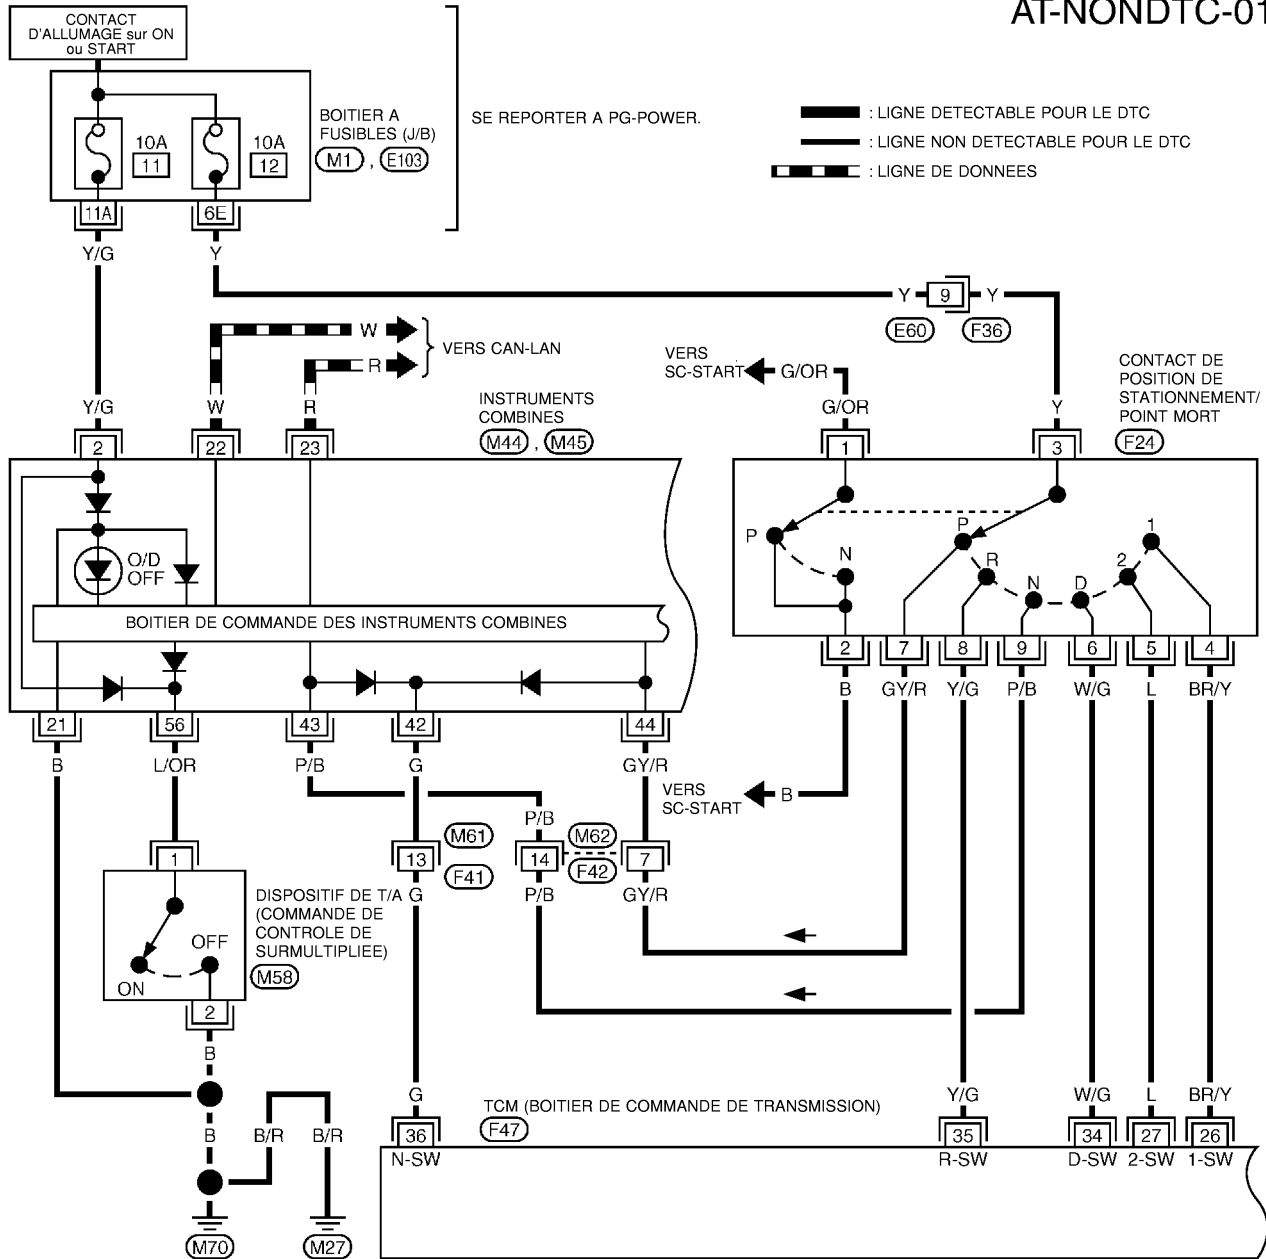 AT-NONDTC-01
CONTACT
D'ALLUMAGE sur ON
ou START
BOITIER A
FUSIBLES (J/B)
M1 , E103
10A
11
10A
12
SE REPORTER A PG-POWER.
: LIGNE DETECTABLE POUR LE DTC
: LIGNE NON DETECTABLE POUR LE DTC
: LIGNE DE DONNEES
11A
6E
Y/G
Y
Y
9
Y
E60
F36
W
R
VERS CAN-LAN
VERS
SC-START
G/OR
CONTACT DE
POSITION DE
STATIONNEMENT/
POINT MORT
F24
INSTRUMENTS
COMBINES
M44 , M45
Y/G
W
R
G/OR
Y
2
22
23
1
3
O/D
OFF
P
N
P
R
N
D
2
1
BOITIER DE COMMANDE DES INSTRUMENTS COMBINES
2
7
8
9
6
5
4
B
GY/R
Y/G
P/B
W/G
L
BR/Y
21
56
43
42
44
B
L/OR
P/B
G
GY/R
VERS
SC-START
B
P/B
M61
M62
1
13
14
7
F41
F42
G
P/B
GY/R
DISPOSITIF DE T/A
(COMMANDE DE
CONTROLE DE
SURMULTIPLIEE)
M58
OFF
ON
2
B
B
B/R
B/R
M70
M27
G
Y/G
W/G
L
BR/Y
TCM (BOITIER DE COMMANDE DE TRANSMISSION)
F47
36
35
34
27
26
N-SW
R-SW
D-SW
2-SW
1-SW